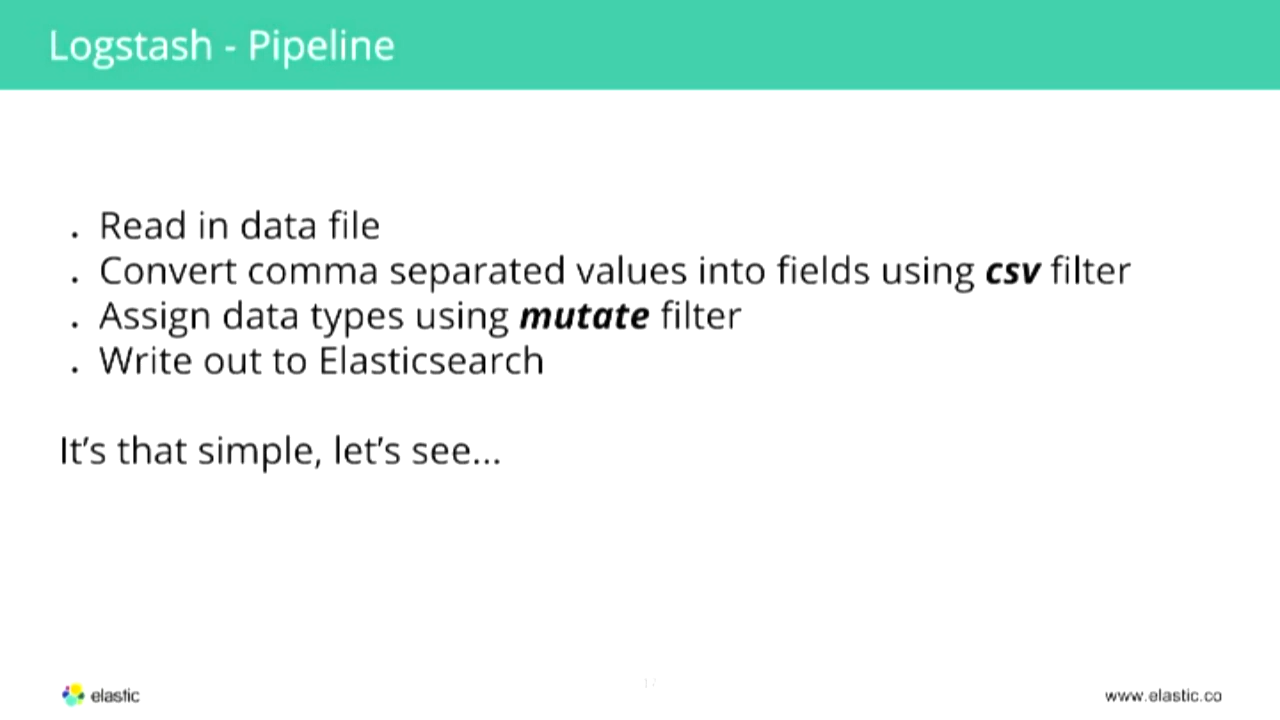 Logstash - Pipeline
. Read in data file
. Convert comma separated values into fields using csv filter
. Assign data types using mutate filter
. Write out to Elasticsearch
It’s that simple, let’s see...
elastic
www.elastic.co